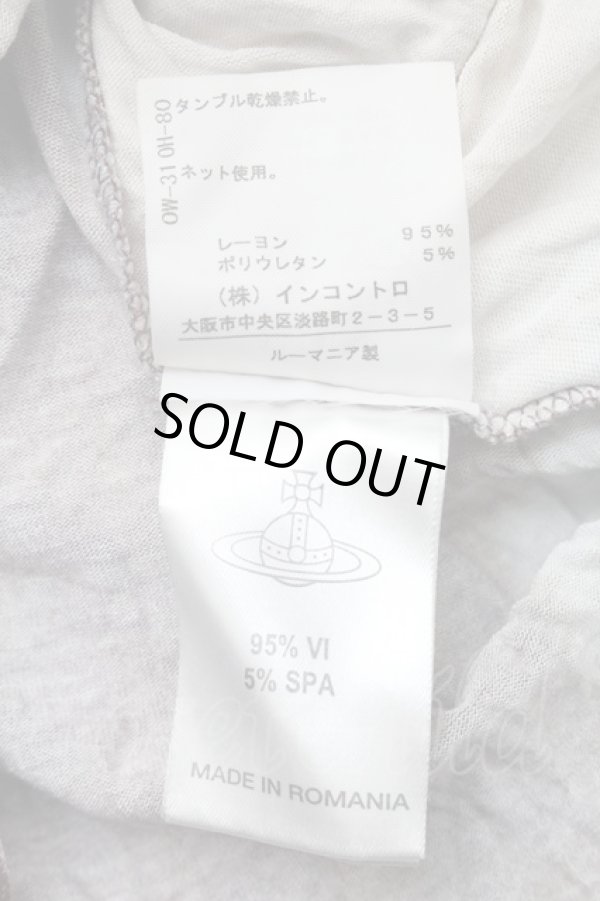 OW-310H-80
タンブル乾燥禁止。
ネット使用。
レーヨン 95%
ポリウレタン 5%
(株)インコントロ
大阪市中央区淡路町2-3-5
ルーマニア製
SOLD OUT
95% VI
5% SPA
MADE IN ROMANIA